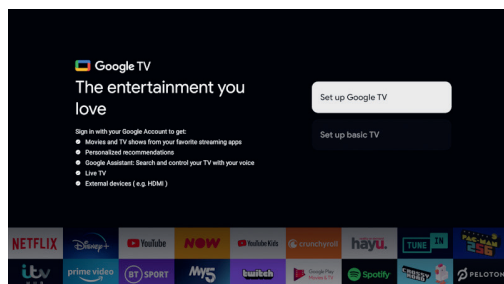 Google TV
The entertainment you
love
Sign in with your Google Account to get:
Movies and TV shows from your favorite streaming apps
Personalized recommendations
Google Assistant: Search and control your TV with your voice
Live TV
External devices ( e.g. HDMI )
Set up Google TV
Set up basic TV
NETFLIX
Disney+
YouTube
NOW
YouTube Kids
crunchyroll
hayu.
TUNE IN
PAC-MAN
256
itv
prime video
BT SPORT
My5
twitch
Google Play
Movies & TV
Spotify
CROSSY
ROAD
PELOTON